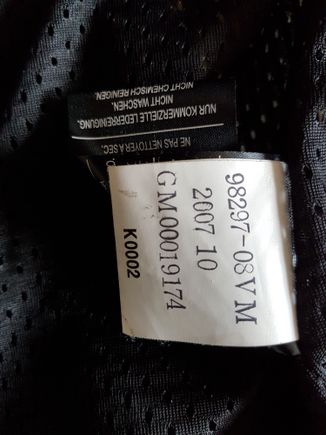 NE PAS NETTOYER A SEC.
NUR KOMMERZIELLE LEDERREINIGUNG.
NICHT WASCHEN.
NICHT CHEMISCH REINIGEN.
98297-08VM
2007 10
GM00019174
K0002